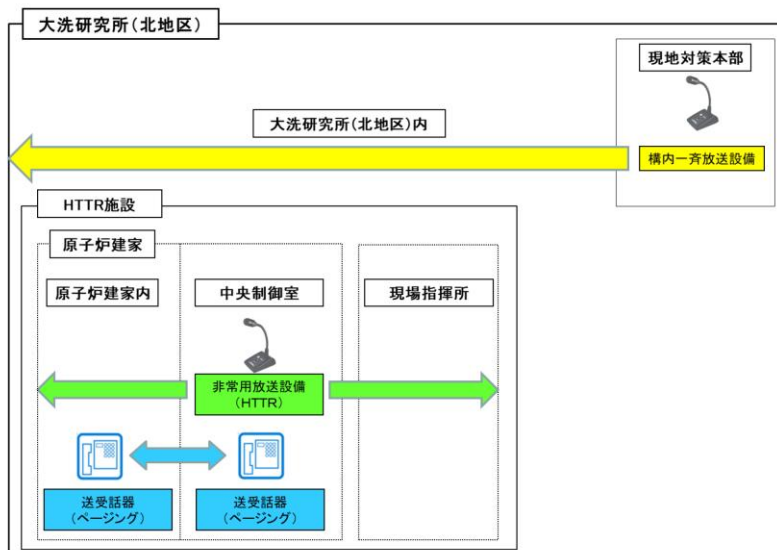 大洗研究所(北地区)
現地対策本部
大洗研究所(北地区)内
構内一斉放送設備
HTTR施設
原子炉建家
原子炉建家内
中央制御室
現場指揮所
非常用放送設備
(HTTR)
送受話器
(ページング)
送受話器
(ページング)